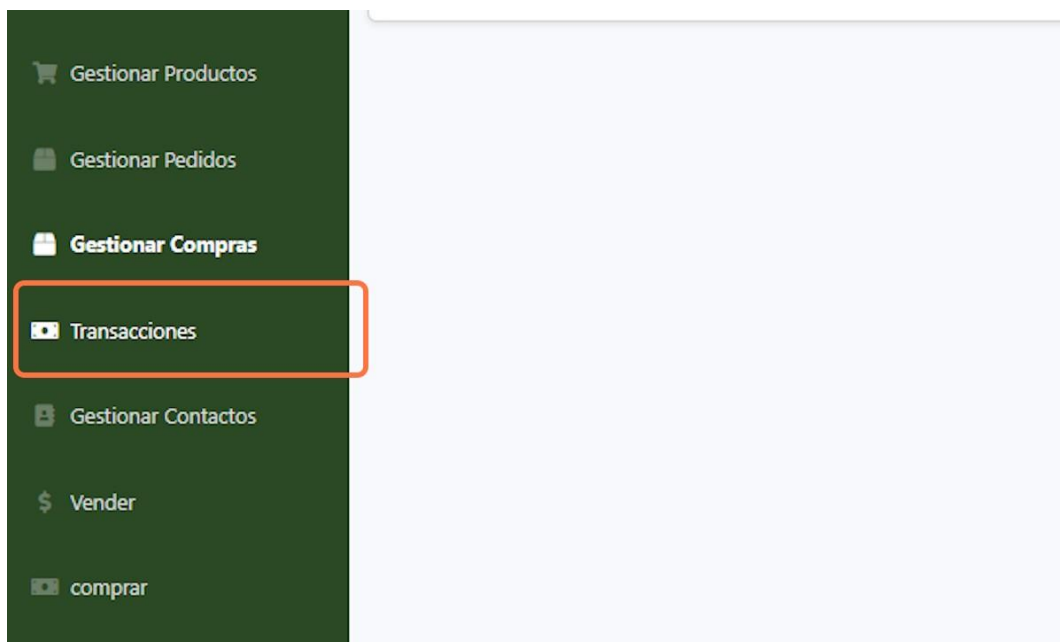 Gestionar Productos
Gestionar Pedidos
Gestionar Compras
Transacciones
Gestionar Contactos
$ Vender
comprar